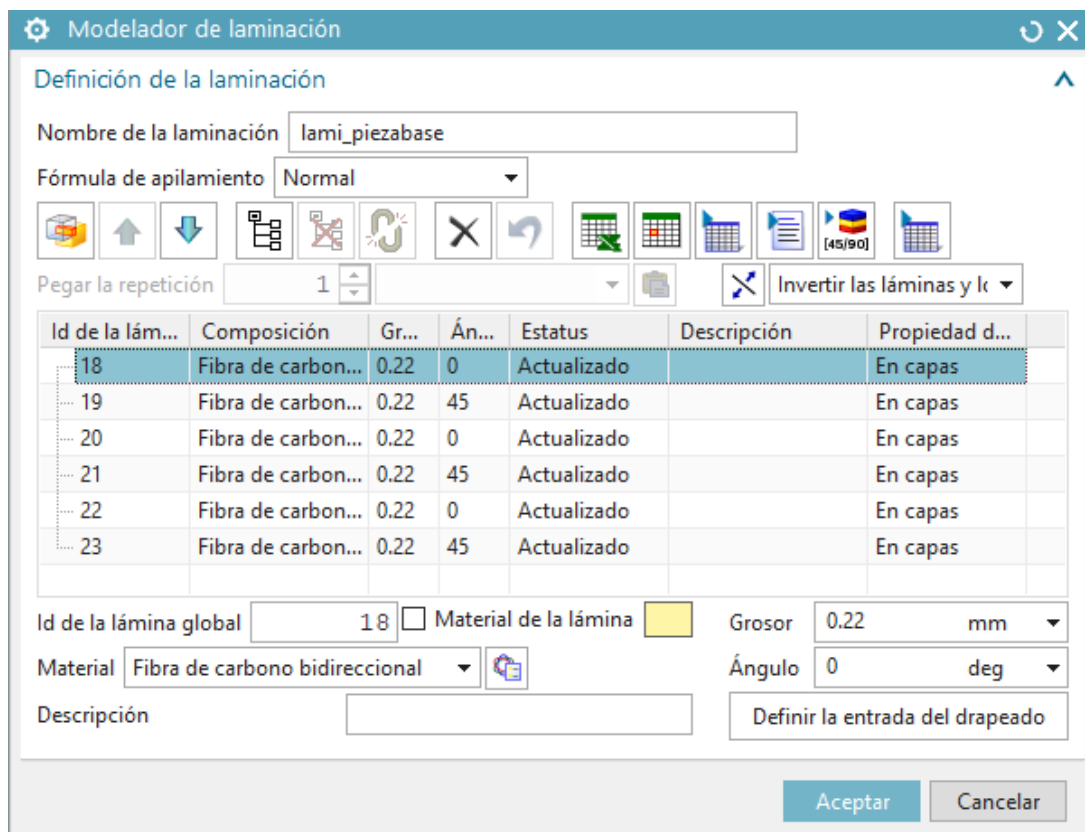 Modelador de laminación
Definición de la laminación
Nombre de la laminación lami_piezabase
Fórmula de apilamiento Normal
[45/90]
Pegar la repetición 1 Invertir las láminas y lo
Id de la lám... Composición Gr... Án... Estatus Descripción Propiedad d...
18 Fibra de carbon... 0.22 0 Actualizado En capas
19 Fibra de carbon... 0.22 45 Actualizado En capas
20 Fibra de carbon... 0.22 0 Actualizado En capas
21 Fibra de carbon... 0.22 45 Actualizado En capas
22 Fibra de carbon... 0.22 0 Actualizado En capas
23 Fibra de carbon... 0.22 45 Actualizado En capas
Id de la lámina global 18 Material de la lámina Grosor 0.22 mm
Material Fibra de carbono bidireccional Ángulo 0 deg
Descripción Definir la entrada del drapeado
Aceptar Cancelar